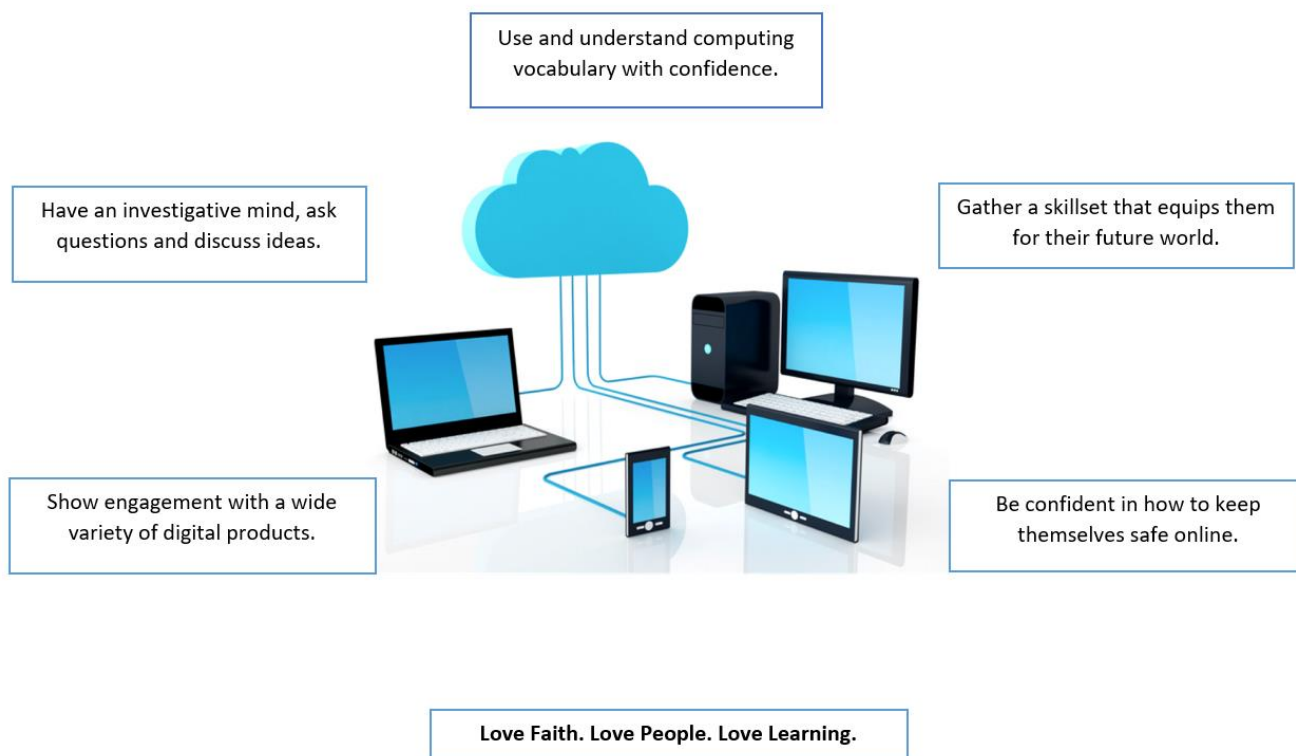 Use and understand computing
vocabulary with confidence.
Have an investigative mind, ask
questions and discuss ideas.
Gather a skillset that equips them
for their future world.
Show engagement with a wide
variety of digital products.
Be confident in how to keep
themselves safe online.
Love Faith. Love People. Love Learning.